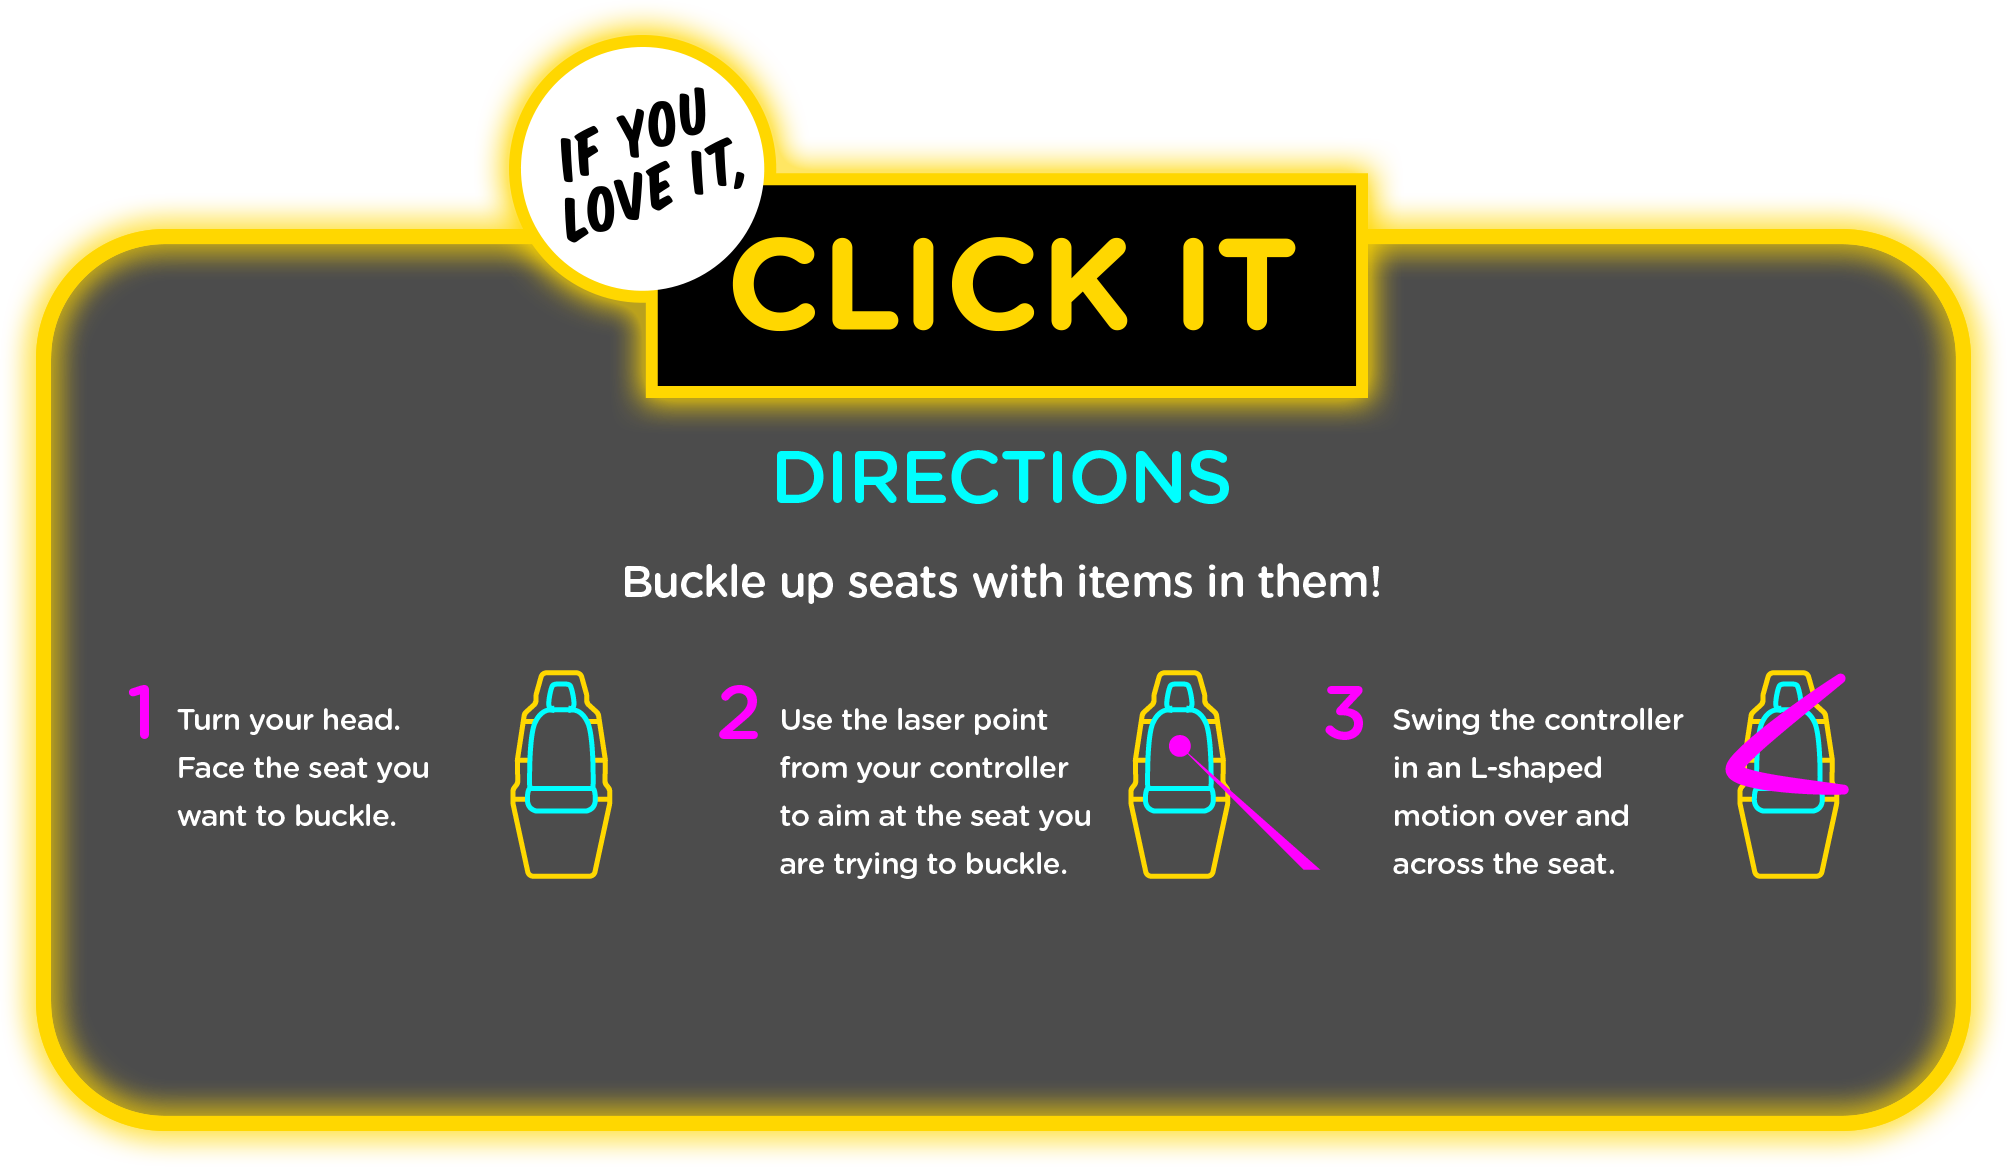 IF YOU
LOVE IT,
CLICK IT
DIRECTIONS
Buckle up seats with items in them!
1
Turn your head.
Face the seat you
want to buckle.
2
Use the laser point
from your controller
to aim at the seat you
are trying to buckle.
3
Swing the controller
in an L-shaped
motion over and
across the seat.